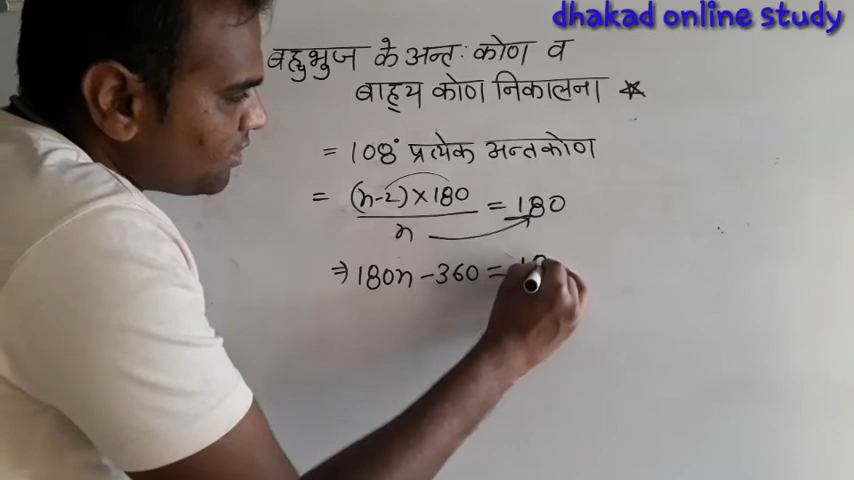 dhakad online study
बहुभुज के अन्त: कोण व
बाह्य कोण निकालना
= 108° प्रत्येक अन्तकोण
= (n-2)×180 / n = 180
⇒ 180n - 360 =